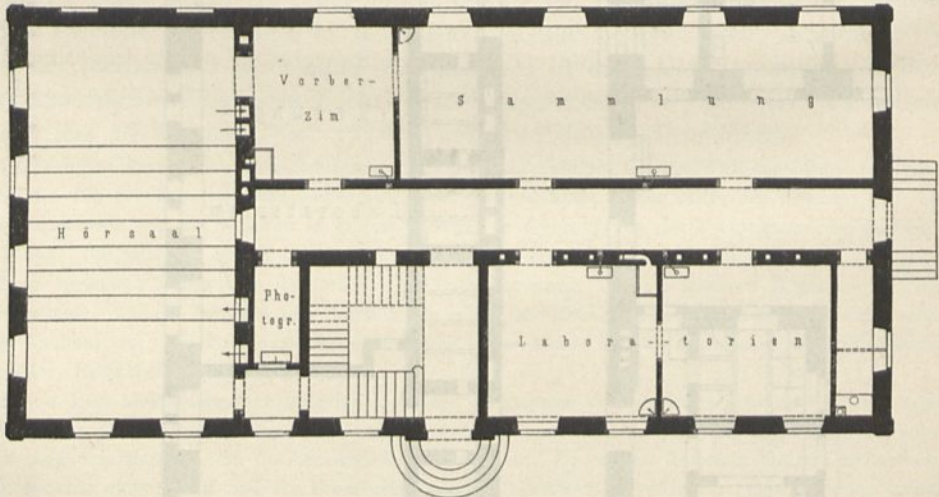 Vorber-
zim
Sammlung
Hörsaal
Pho-
togr.
Labora-torien